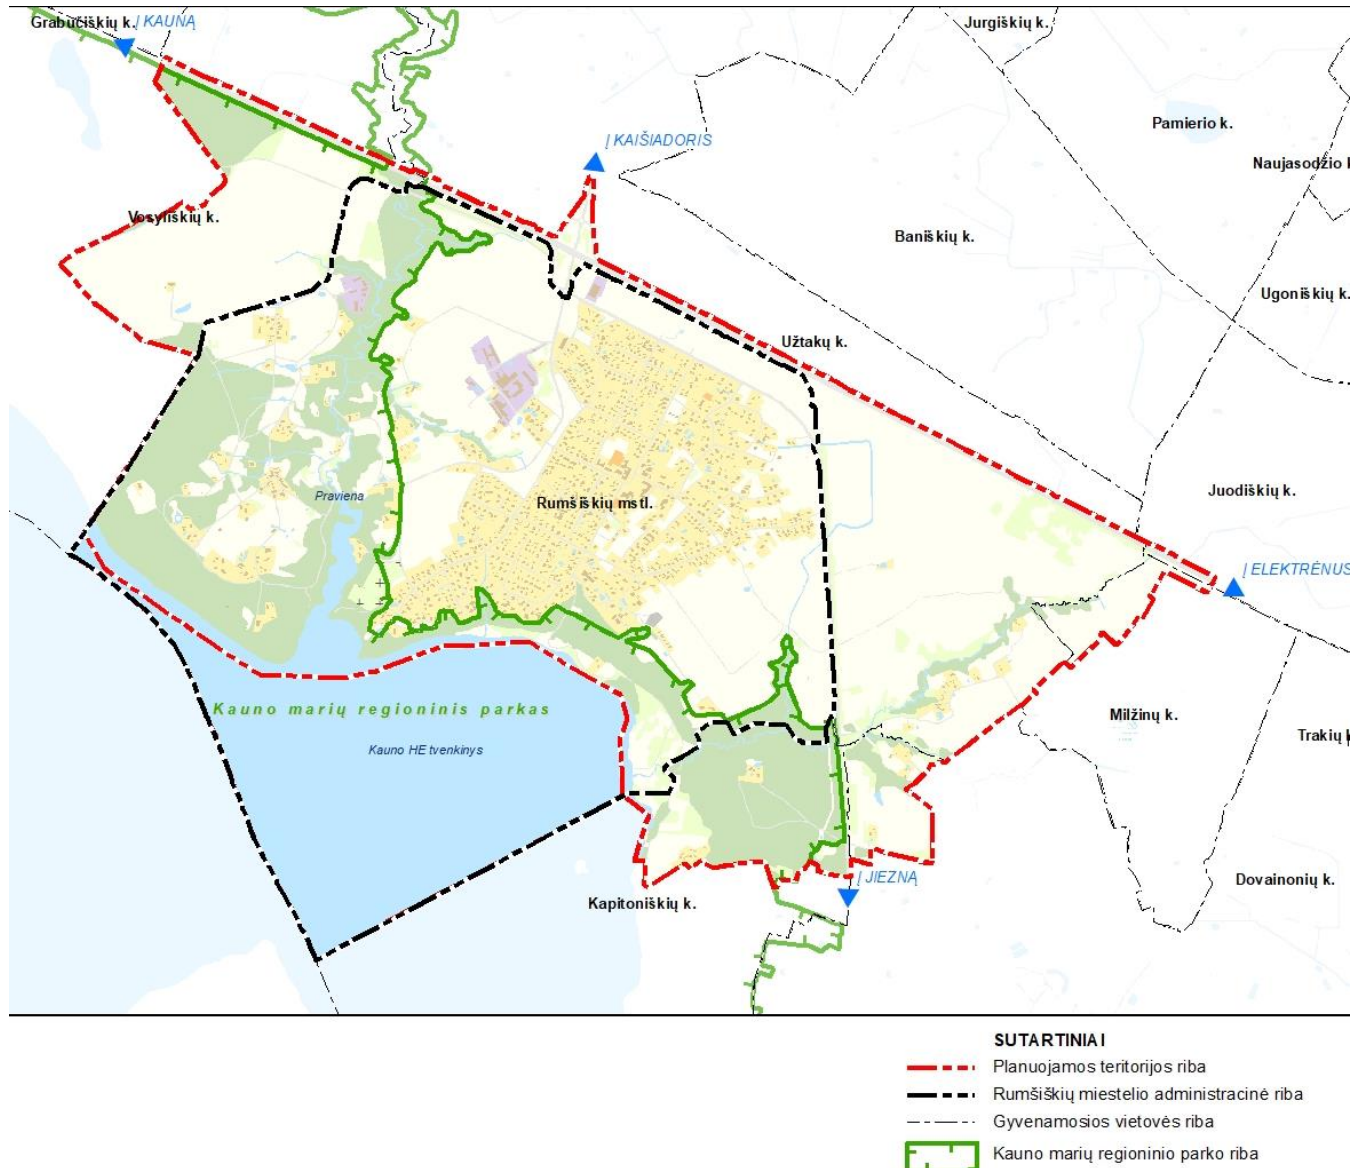 Grabučiškių k.
Į KAUNĄ
Jurgiškių k.
Pamierio k.
Į KAIŠIADORIS
Naujasodžio
Vosyliškių k.
Baniškių k.
Ugoniškių k.
Užtakų k.
Praviena
Rumšiškių mstl.
Juodiškių k.
Į ELEKTRĖNUS
Kauno marių regioninis parkas
Milžinų k.
Kauno HE tvenkinys
Trakių
Į JIEZNĄ
Dovainonių k.
Kapitoniškių k.
SUTARTINIAI
Planuojamos teritorijos riba
Rumšiškių miestelio administracinė riba
Gyvenamosios vietovės riba
Kauno marių regioninio parko riba